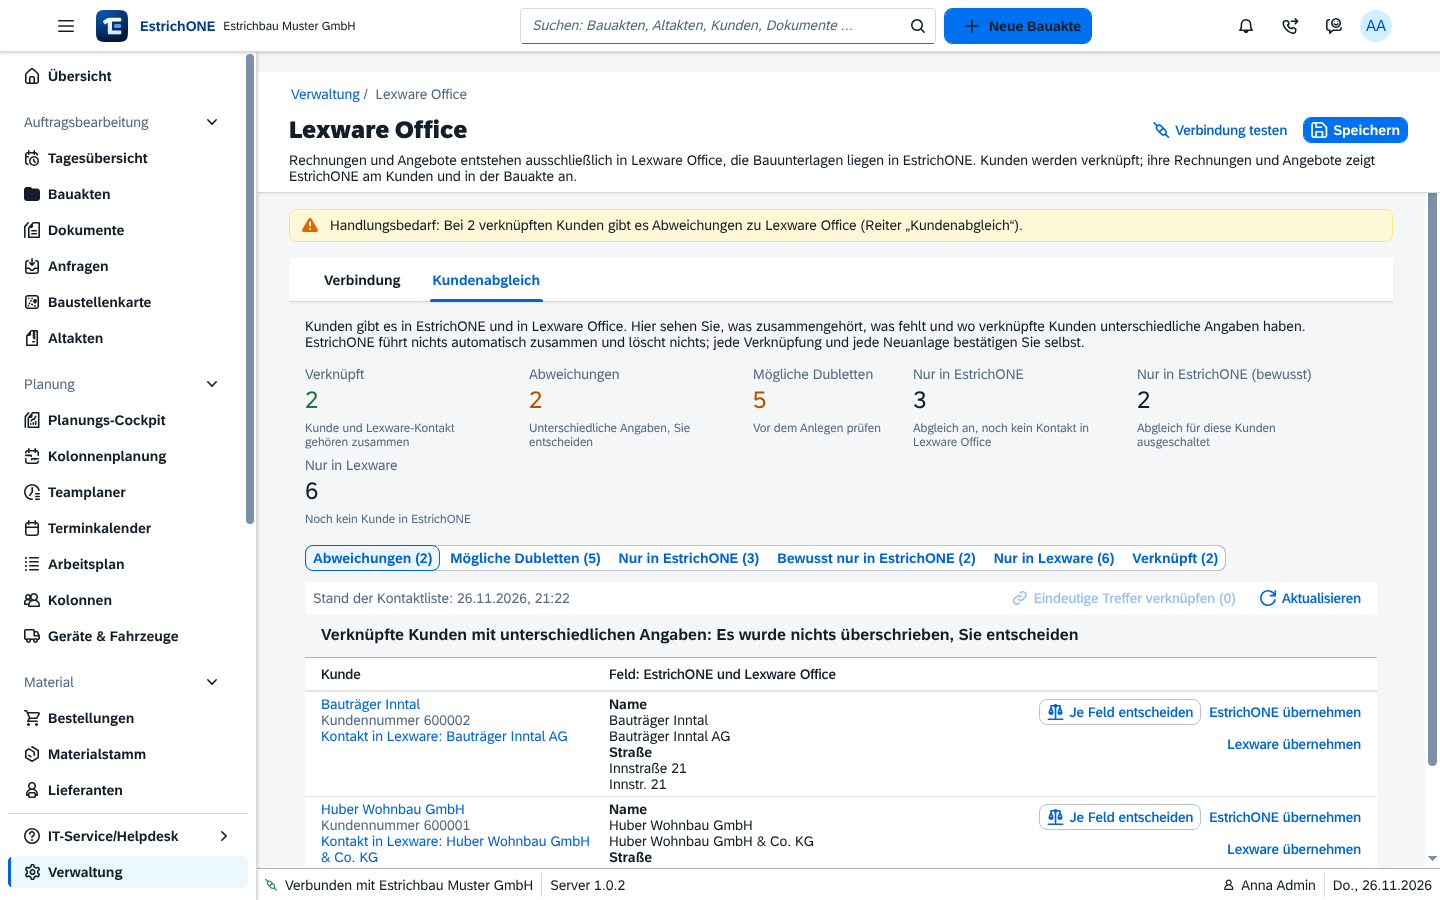 EstrichONE Estrichbau Muster GmbH
Suchen: Bauakten, Altakten, Kunden, Dokumente ...
Neue Bauakte
AA
Übersicht
Auftragsbearbeitung
Tagesübersicht
Bauakten
Dokumente
Anfragen
Baustellenkarte
Altakten
Planung
Planungs-Cockpit
Kolonnenplanung
Teamplaner
Terminkalender
Arbeitsplan
Kolonnen
Geräte & Fahrzeuge
Material
Bestellungen
Materialstamm
Lieferanten
IT-Service/Helpdesk
Verwaltung
Verwaltung / Lexware Office
Lexware Office
Verbindung testen
Speichern
Rechnungen und Angebote entstehen ausschließlich in Lexware Office, die Bauunterlagen liegen in EstrichONE. Kunden werden verknüpft; ihre Rechnungen und Angebote zeigt
EstrichONE am Kunden und in der Bauakte an.
Handlungsbedarf: Bei 2 verknüpften Kunden gibt es Abweichungen zu Lexware Office (Reiter „Kundenabgleich“).
Verbindung Kundenabgleich
Kunden gibt es in EstrichONE und in Lexware Office. Hier sehen Sie, was zusammengehört, was fehlt und wo verknüpfte Kunden unterschiedliche Angaben haben.
EstrichONE führt nichts automatisch zusammen und löscht nichts; jede Verknüpfung und jede Neuanlage bestätigen Sie selbst.
Verknüpft
2
Kunde und Lexware-Kontakt
gehören zusammen
Abweichungen
2
Unterschiedliche Angaben, Sie
entscheiden
Mögliche Dubletten
5
Vor dem Anlegen prüfen
Nur in EstrichONE
3
Abgleich an, noch kein Kontakt in
Lexware Office
Nur in EstrichONE (bewusst)
2
Abgleich für diese Kunden
ausgeschaltet
Nur in Lexware
6
Noch kein Kunde in EstrichONE
Abweichungen (2) Mögliche Dubletten (5) Nur in EstrichONE (3) Bewusst nur in EstrichONE (2) Nur in Lexware (6) Verknüpft (2)
Stand der Kontaktliste: 26.11.2026, 21:22
Eindeutige Treffer verknüpfen (0)
Aktualisieren
Verknüpfte Kunden mit unterschiedlichen Angaben: Es wurde nichts überschrieben, Sie entscheiden
Kunde
Feld: EstrichONE und Lexware Office
Bauträger Inntal
Kundennummer 600002
Kontakt in Lexware: Bauträger Inntal AG
Name
Bauträger Inntal
Bauträger Inntal AG
Straße
Innstraße 21
Innstr. 21
Je Feld entscheiden
EstrichONE übernehmen
Lexware übernehmen
Huber Wohnbau GmbH
Kundennummer 600001
Kontakt in Lexware: Huber Wohnbau GmbH
& Co. KG
Name
Huber Wohnbau GmbH
Huber Wohnbau GmbH & Co. KG
Straße
Je Feld entscheiden
EstrichONE übernehmen
Lexware übernehmen
Verbunden mit Estrichbau Muster GmbH
Server 1.0.2
Anna Admin
Do., 26.11.2026